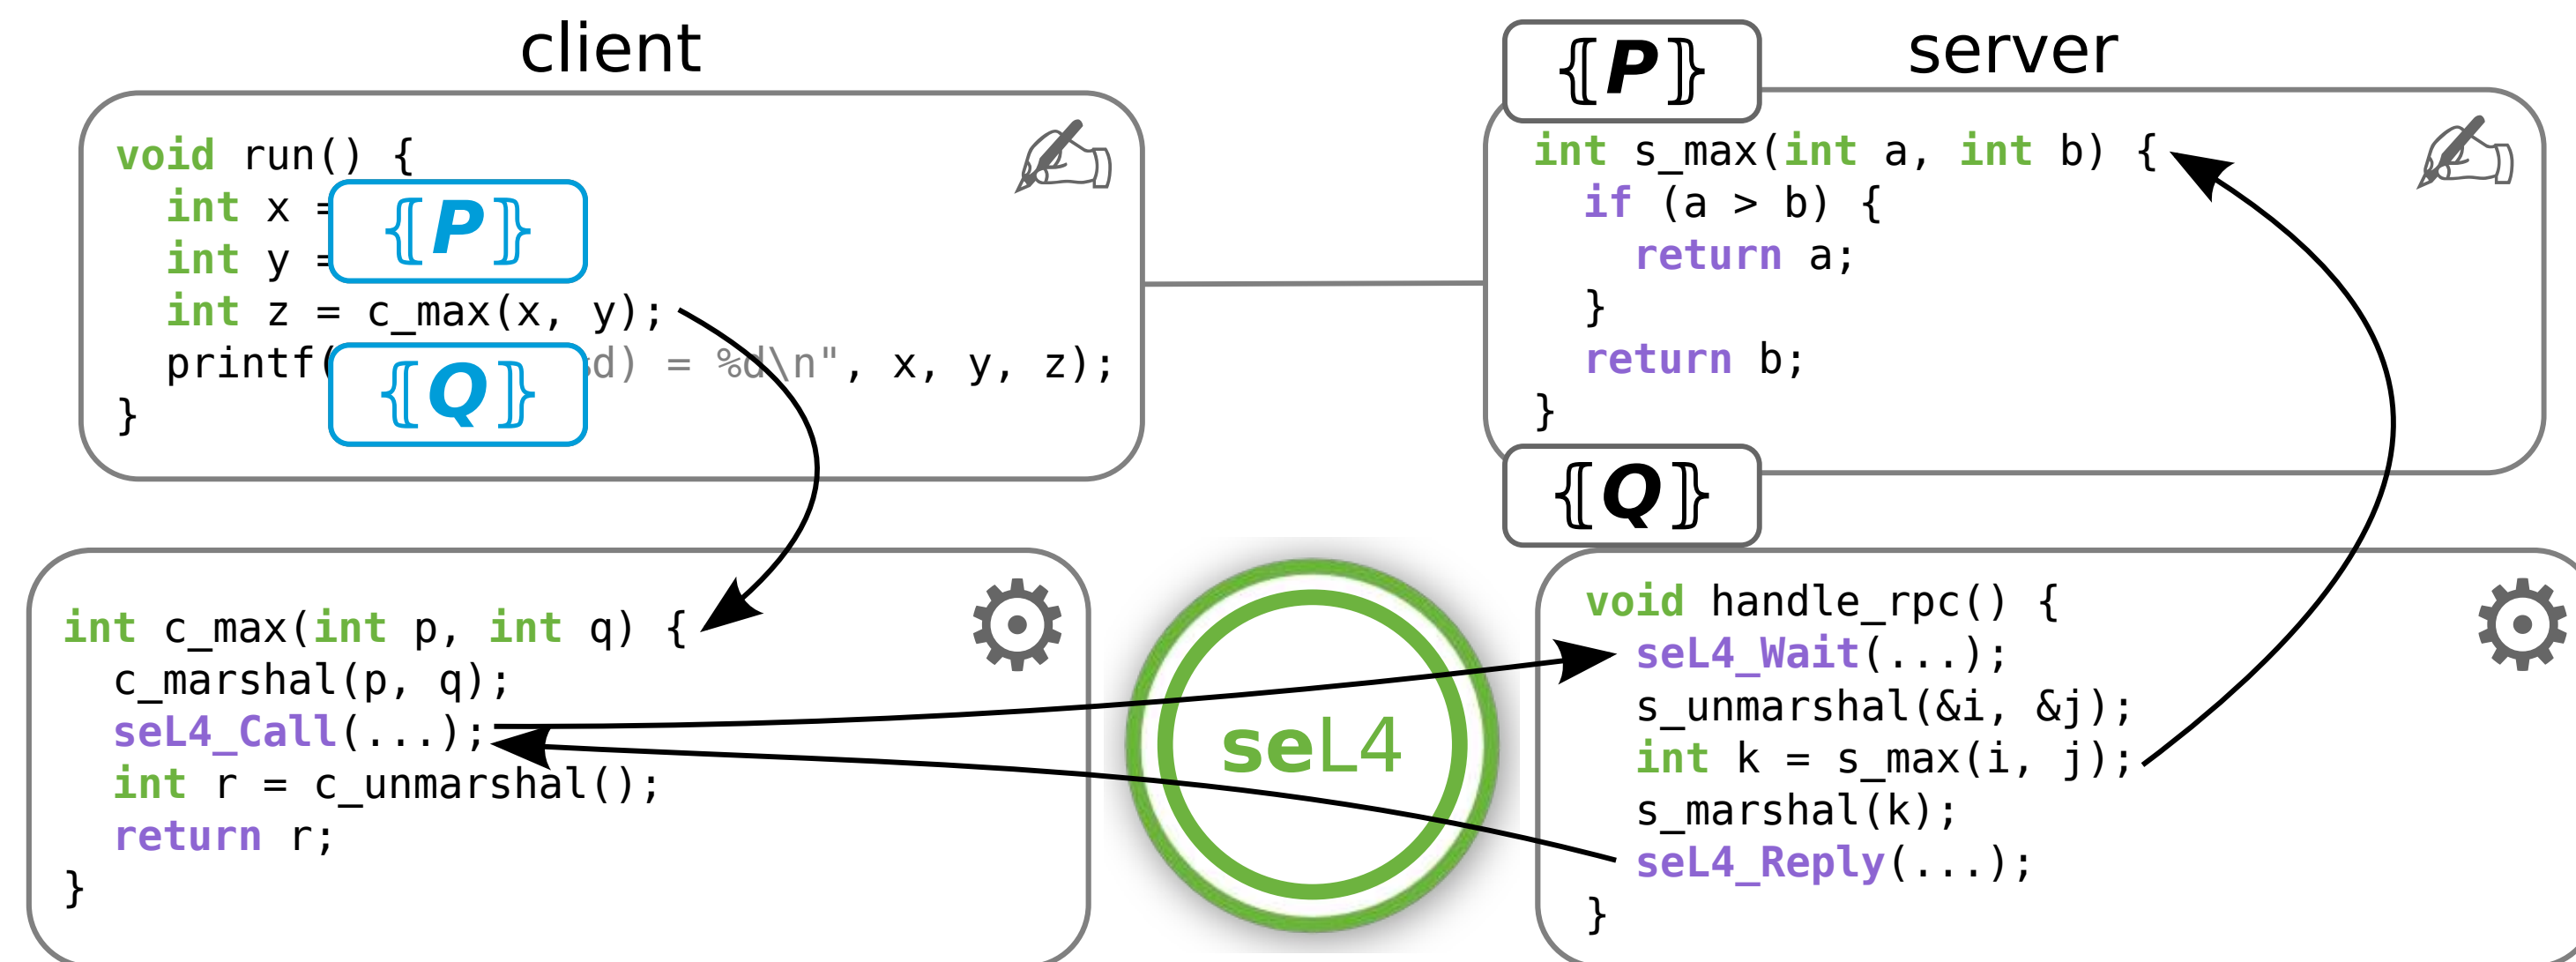 client
void run() {
int x =
{[P]}
int y =
int z = c_max(x, y);
printf(
{[Q]}
d) = %d\n", x, y, z);
}
int c_max(int p, int q) {
c_marshal(p, q);
seL4_Call(...);
int r = c_unmarshal();
return r;
}
seL4
server
{[P]}
int s_max(int a, int b) {
if (a > b) {
return a;
}
return b;
}
{[Q]}
void handle_rpc() {
seL4_Wait(...);
s_unmarshal(&i, &j);
int k = s_max(i, j);
s_marshal(k);
seL4_Reply(...);
}